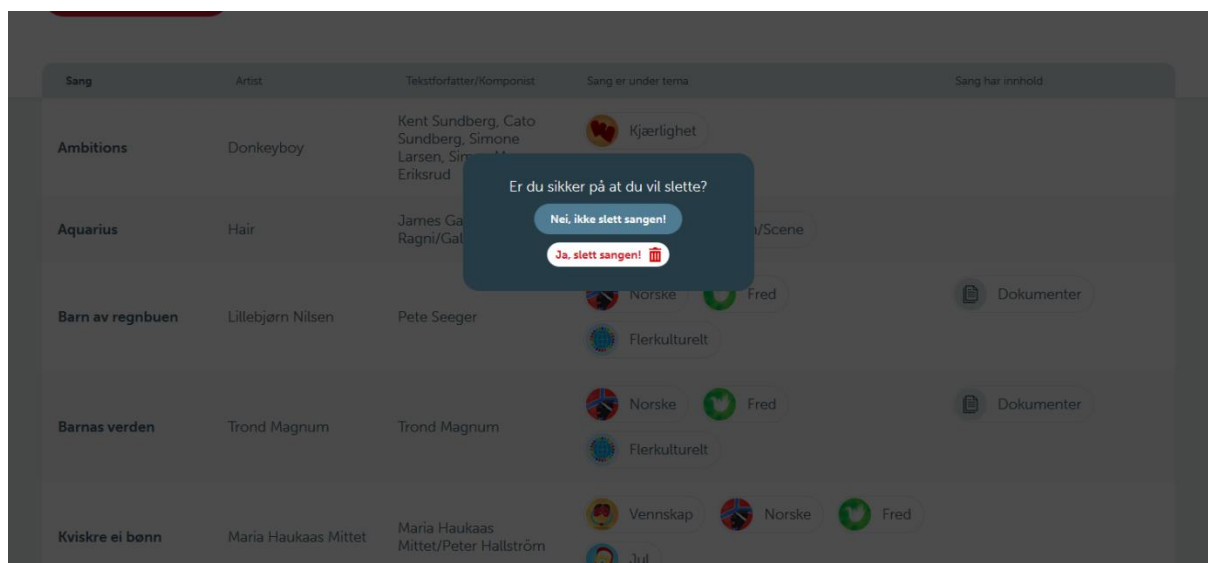 Sang Artist Tekstforfatter/Komponist Sang er under tema Sang har innhold
Ambitions
Donkeyboy
Kent Sundberg, Cato
Sundberg, Simone
Larsen,
Eriksrud
Kjærlighet
Er du sikker på at du vil slette?
Nei, ikke slett sangen!
Ja, slett sangen!
Aquarius
Hair
James
/Scene
Barn av regnbuen
Lillebjørn Nilsen
Pete Seeger
Norske
Fred
Flerkulturelt
Dokumenter
Barnas verden
Trond Magnum
Trond Magnum
Norske
Fred
Flerkulturelt
Dokumenter
Kviskre ei bønn
Maria Haukaas Mittet
Maria Haukaas
Mittet/Peter Hallström
Vennskap
Norske
Fred
Jul